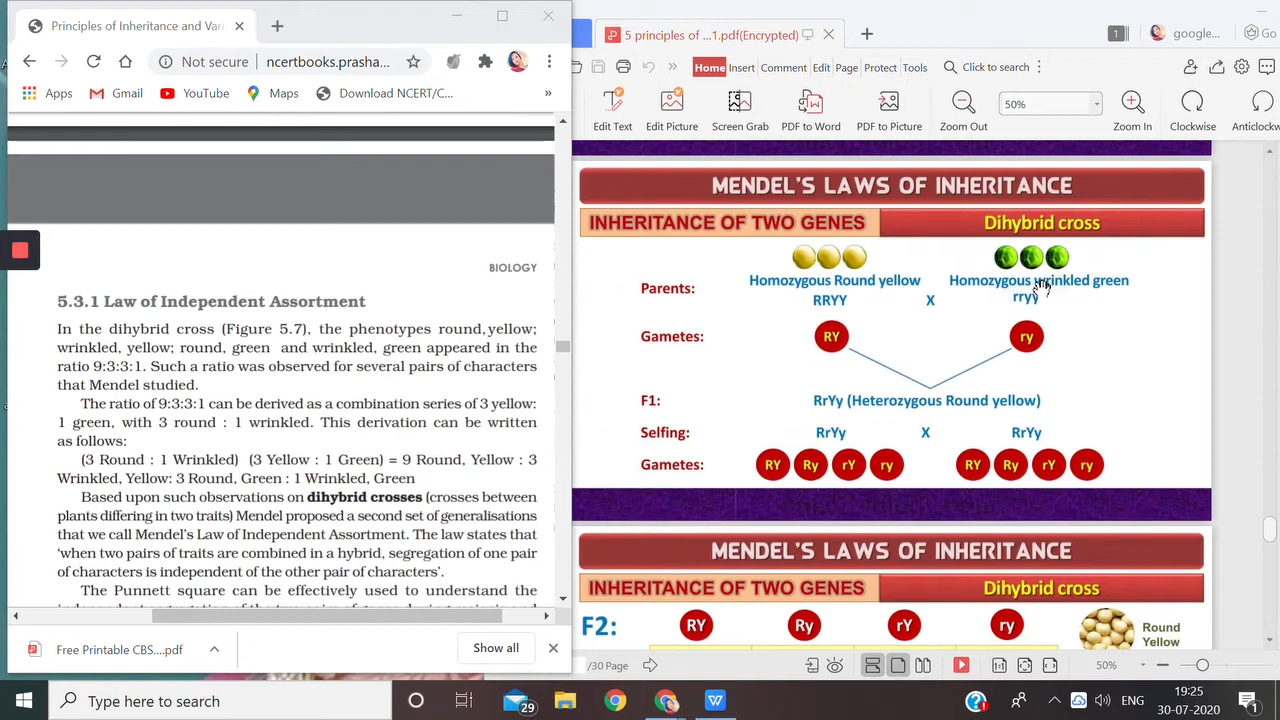 Principles of Inheritance and Vari
Not secure
ncertbooks.prasha...
Apps
Gmail
YouTube
Maps
Download NCERT/C...
»
BIOLOGY
5.3.1 Law of Independent Assortment
In the dihybrid cross (Figure 5.7), the phenotypes round, yellow;
wrinkled, yellow; round, green and wrinkled, green appeared in the
ratio 9:3:3:1. Such a ratio was observed for several pairs of characters
that Mendel studied.
The ratio of 9:3:3:1 can be derived as a combination series of 3 yellow:
1 green, with 3 round : 1 wrinkled. This derivation can be written
as follows:
(3 Round : 1 Wrinkled) (3 Yellow : 1 Green) = 9 Round, Yellow : 3
Wrinkled, Yellow: 3 Round, Green : 1 Wrinkled, Green
Based upon such observations on dihybrid crosses (crosses between
plants differing in two traits) Mendel proposed a second set of generalisations
that we call Mendel's Law of Independent Assortment. The law states that
'when two pairs of traits are combined in a hybrid, segregation of one pair
of characters is independent of the other pair of characters'.
The Punnett square can be effectively used to understand the
Free Printable CBS....pdf
Show all
5 principles of ...1.pdf(Encrypted)
1
google...
Go
Home Insert Comment Edit Page Protect Tools
Click to search
50%
Edit Text
Edit Picture
Screen Grab
PDF to Word
PDF to Picture
Zoom Out
Zoom In
Clockwise
Anticlockw
MENDEL'S LAWS OF INHERITANCE
INHERITANCE OF TWO GENES
Dihybrid cross
Parents:
Homozygous Round yellow
Homozygous wrinkled green
RRYY
X
rryy
Gametes:
RY
ry
F1:
RrYy (Heterozygous Round yellow)
Selfing:
RrYy
X
RrYy
Gametes:
RY Ry rY ry
RY Ry rY ry
MENDEL'S LAWS OF INHERITANCE
INHERITANCE OF TWO GENES
Dihybrid cross
F2:
RY
Ry
rY
ry
Round
Yellow
/30 Page
1:1
50%
Type here to search
29
W
ENG
19:25
30-07-2020
1